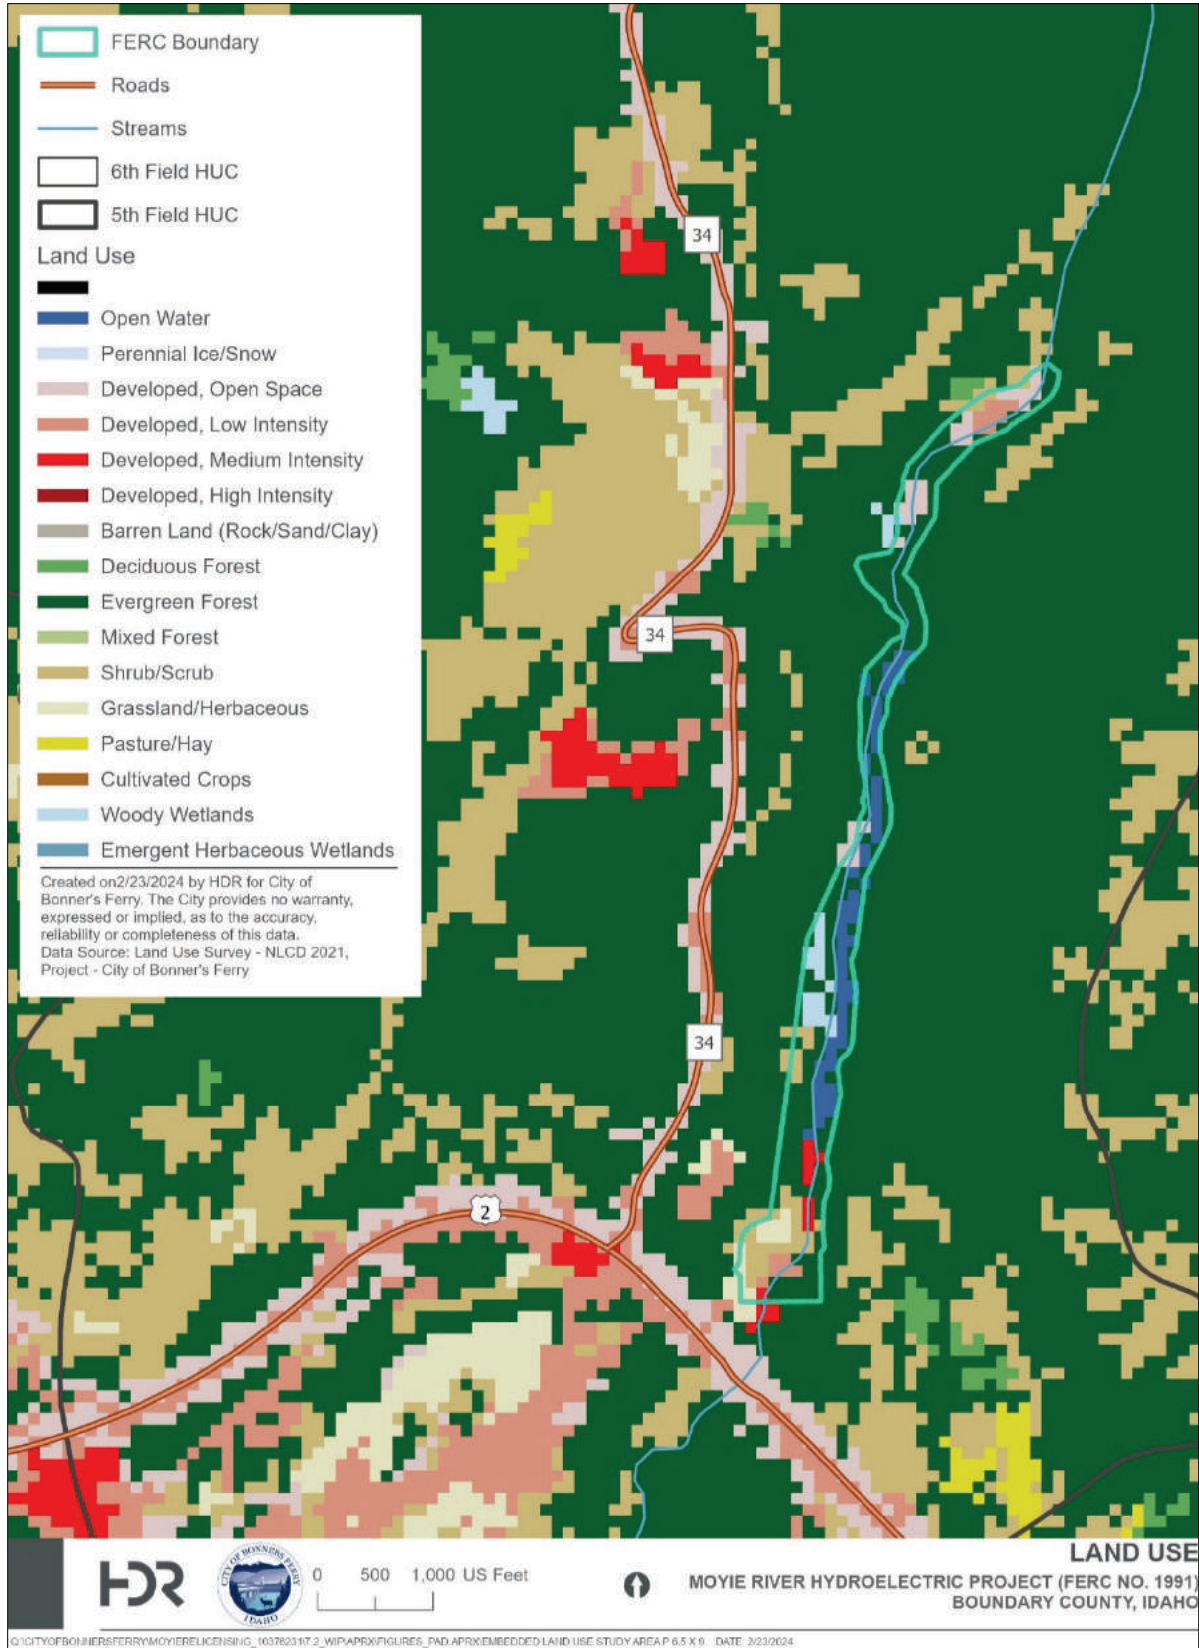 FERC Boundary
Roads
Streams
6th Field HUC
5th Field HUC
Land Use
Open Water
Perennial Ice/Snow
Developed, Open Space
Developed, Low Intensity
Developed, Medium Intensity
Developed, High Intensity
Barren Land (Rock/Sand/Clay)
Deciduous Forest
Evergreen Forest
Mixed Forest
Shrub/Scrub
Grassland/Herbaceous
Pasture/Hay
Cultivated Crops
Woody Wetlands
Emergent Herbaceous Wetlands
Created on2/23/2024 by HDR for City of
Bonner's Ferry. The City provides no warranty,
expressed or implied, as to the accuracy,
reliability or completeness of this data.
Data Source: Land Use Survey - NLCD 2021,
Project - City of Bonner's Ferry
34
34
34
2
HDR
CITY OF BONNERS FERRY
IDAHO
0 500 1,000 US Feet
LAND USE
MOYIE RIVER HYDROELECTRIC PROJECT (FERC NO. 1991)
BOUNDARY COUNTY, IDAHO
DATE: 2/23/2024